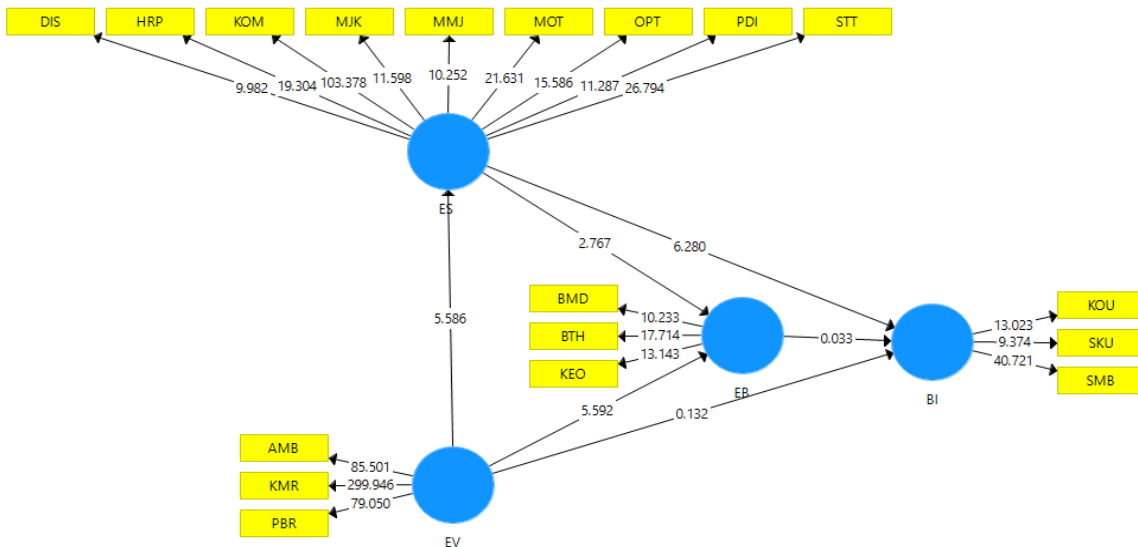 DIS HRP KOM MJK MMJ MOT OPT PDI STT
9.982 19.304 103.378 11.598 10.252 21.631 15.586 11.287 26.794
ES
2.767 6.280
5.586
BMD
BTH
KEO
10.233
17.714
13.143
EB
0.033
BI
13.023
9.374
40.721
KOU
SKU
SMB
5.592 0.132
AMB
KMR
PBR
85.501
299.946
79.050
EV